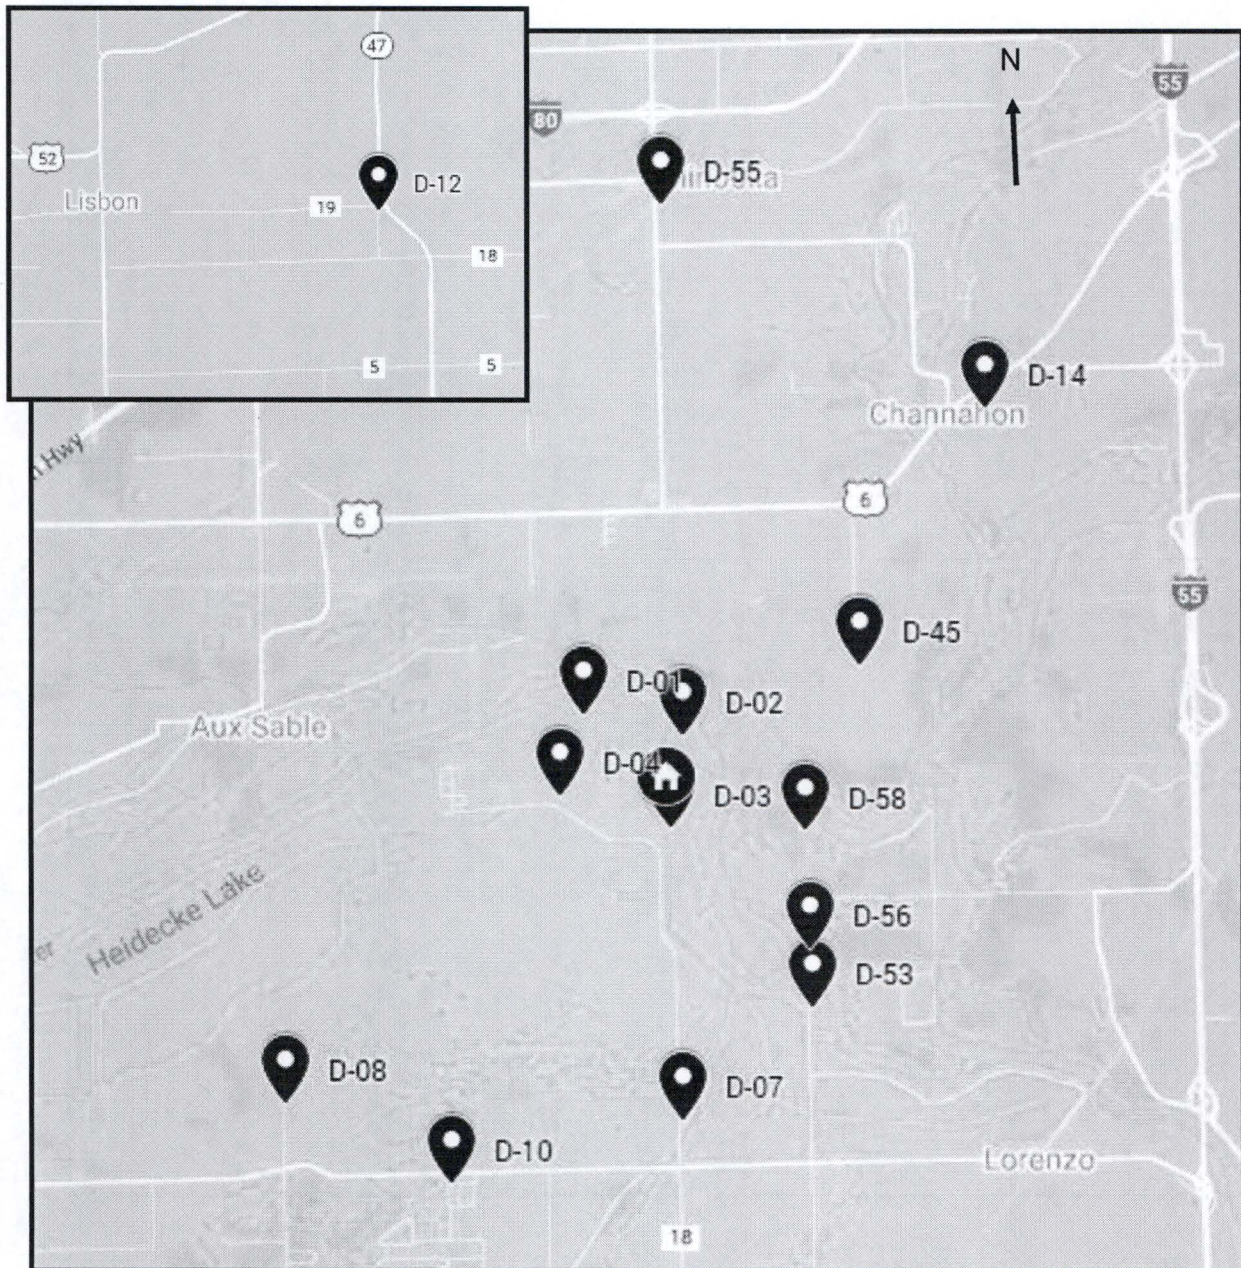 47
52
D-12
Lisbon
19
18
5
5
N
55
80
D-55
D-14
Channahon
Hwy
6
6
55
D-45
D-01
D-02
Aux Sable
D-04
D-03
D-58
Heidecke Lake
er
D-56
D-53
D-08
D-07
D-10
Lorenzo
18